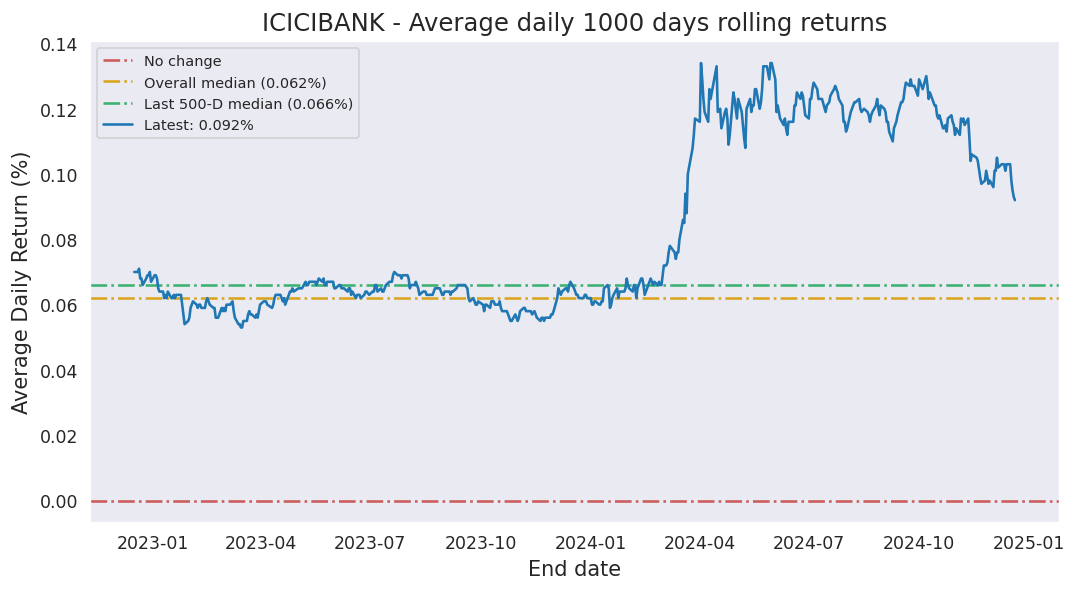 ICICIBANK - Average daily 1000 days rolling returns
No change
Overall median (0.062%)
Last 500-D median (0.066%)
Latest: 0.092%
Average Daily Return (%)
0.14
0.12
0.10
0.08
0.06
0.04
0.02
0.00
2023-01 2023-04 2023-07 2023-10 2024-01 2024-04 2024-07 2024-10 2025-01
End date